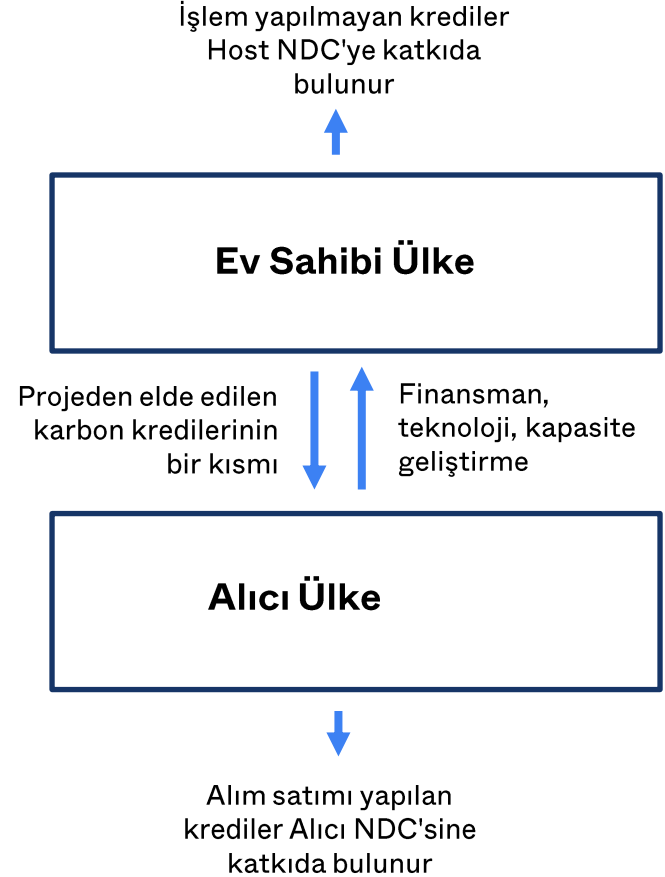 İşlem yapılmayan krediler
Host NDC'ye katkıda
bulunur
Ev Sahibi Ülke
Projeden elde edilen
karbon kredilerinin
bir kısmı
Finansman,
teknoloji, kapasite
geliştirme
Alıcı Ülke
Alım satımı yapılan
krediler Alıcı NDC'sine
katkıda bulunur